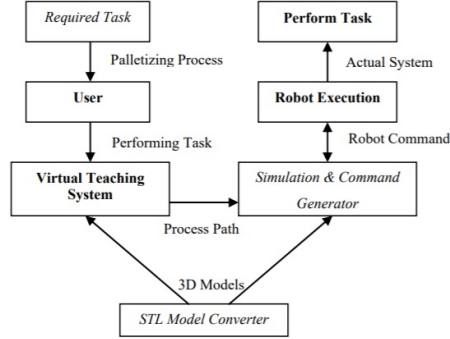 Required Task
Perform Task
Palletizing Process
Actual System
User
Robot Execution
Performing Task
Robot Command
Virtual Teaching
System
Simulation & Command
Generator
Process Path
3D Models
STL Model Converter